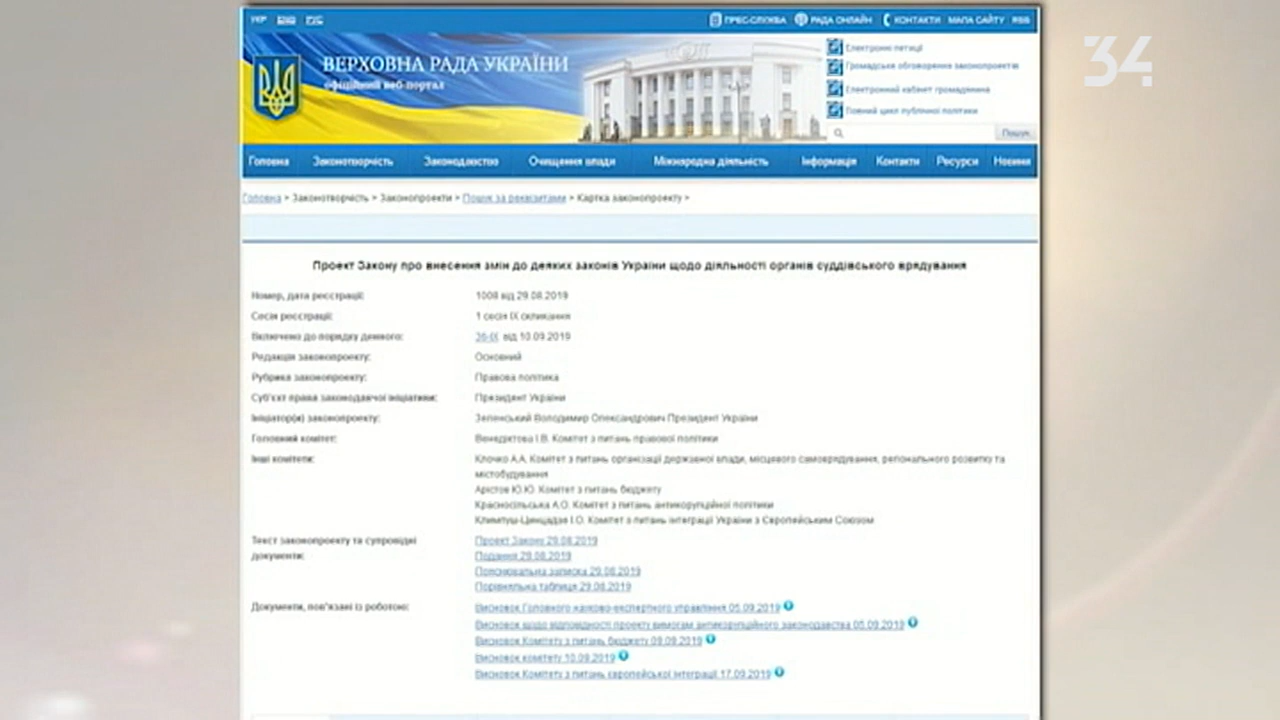 УКР ENG РУС ПРЕС-СЛУЖБА РАДА ОНЛАЙН КОНТАКТИ МАПА САЙТУ RSS
34
ВЕРХОВНА РАДА УКРАЇНИ
офіційний веб-портал
Електронні петиції
Громадське обговорення законопроектів
Електронний кабінет громадянина
Повний цикл публічної політики
Пошук
Головна Законотворчість Законодавство Очищення влади Міжнародна діяльність Інформація Контакти Ресурси Новини
Головна > Законотворчість > Законопроекти > Пошук за реквізитами > Картка законопроекту >
Проект Закону про внесення змін до деяких законів України щодо діяльності органів суддівського врядування
Номер, дата реєстрації: 1008 від 29.08.2019
Сесія реєстрації: 1 сесія IX скликання
Включено до порядку денного: 36-IX від 10.09.2019
Редакція законопроекту: Основний
Рубрика законопроекту: Правова політика
Суб'єкт права законодавчої ініціативи: Президент України
Ініціатор(и) законопроекту: Зеленський Володимир Олександрович Президент України
Головний комітет: Венедіктова І.В. Комітет з питань правової політики
Інші комітети: Клочко А.А. Комітет з питань організації державної влади, місцевого самоврядування, регіонального розвитку та
містобудування
Арістов Ю.Ю. Комітет з питань бюджету
Красносільська А.О. Комітет з питань антикорупційної політики
Климпуш-Цинцадзе І.О. Комітет з питань інтеграції України з Європейським Союзом
Текст законопроекту та супровідні документи: Проект Закону 29.08.2019
Подання 29.08.2019
Пояснювальна записка 29.08.2019
Порівняльна таблиця 29.08.2019
Документи, пов'язані із роботою: Висновок Головного науково-експертного управління 05.09.2019
Висновок щодо відповідності проекту вимогам антикорупційного законодавства 05.09.2019
Висновок Комітету з питань бюджету 09.09.2019
Висновок комітету 10.09.2019
Висновок Комітету з питань європейської інтеграції 17.09.2019